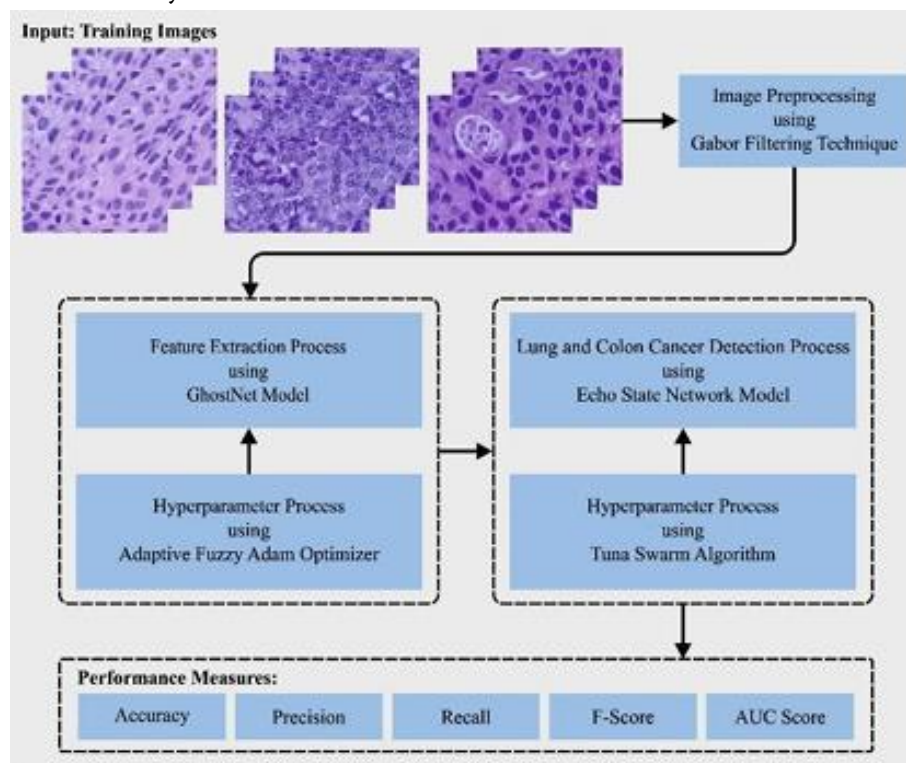 Input: Training Images
Image Preprocessing
using
Gabor Filtering Technique
Feature Extraction Process
using
GhostNet Model
Hyperparameter Process
using
Adaptive Fuzzy Adam Optimizer
Lung and Colon Cancer Detection Process
using
Echo State Network Model
Hyperparameter Process
using
Tuna Swarm Algorithm
Performance Measures:
Accuracy
Precision
Recall
F-Score
AUC Score